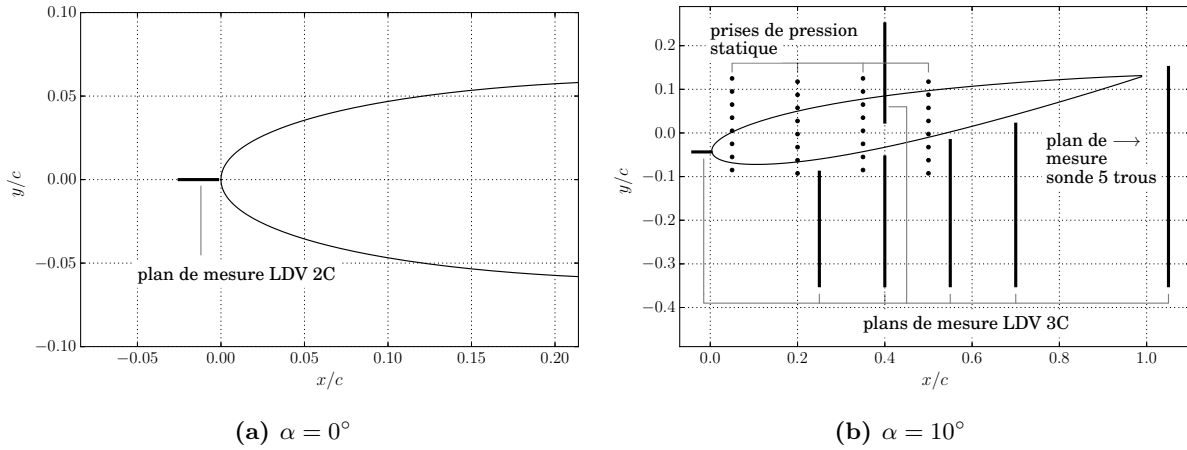 0.10
0.05
0.00
−0.05
−0.10
y/c
−0.05
0.00
0.05
0.10
0.15
0.20
x/c
plan de mesure LDV 2C
(a) α = 0°
0.2
0.1
0.0
−0.1
−0.2
−0.3
−0.4
y/c
prises de pression
statique
plan de
mesure
sonde 5 trous
plans de mesure LDV 3C
0.0
0.2
0.4
0.6
0.8
1.0
x/c
(b) α = 10°